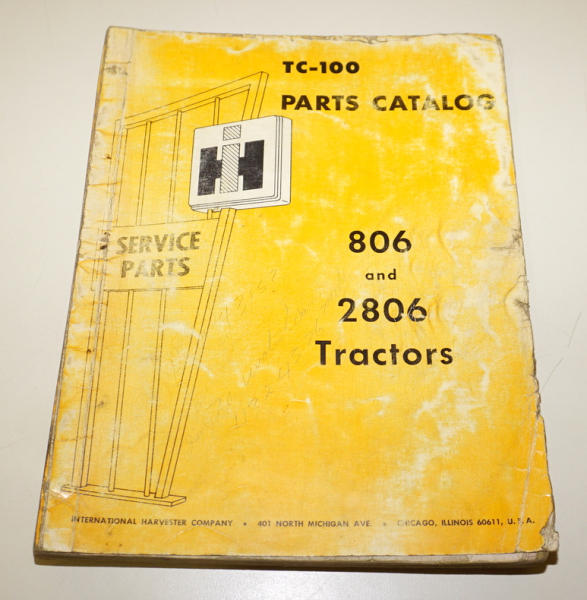 TC-100
PARTS CATALOG
IH
SERVICE
PARTS
806
and
2806
Tractors
INTERNATIONAL HARVESTER COMPANY • 401 NORTH MICHIGAN AVE. • CHICAGO, ILLINOIS 60611, U.S.A.